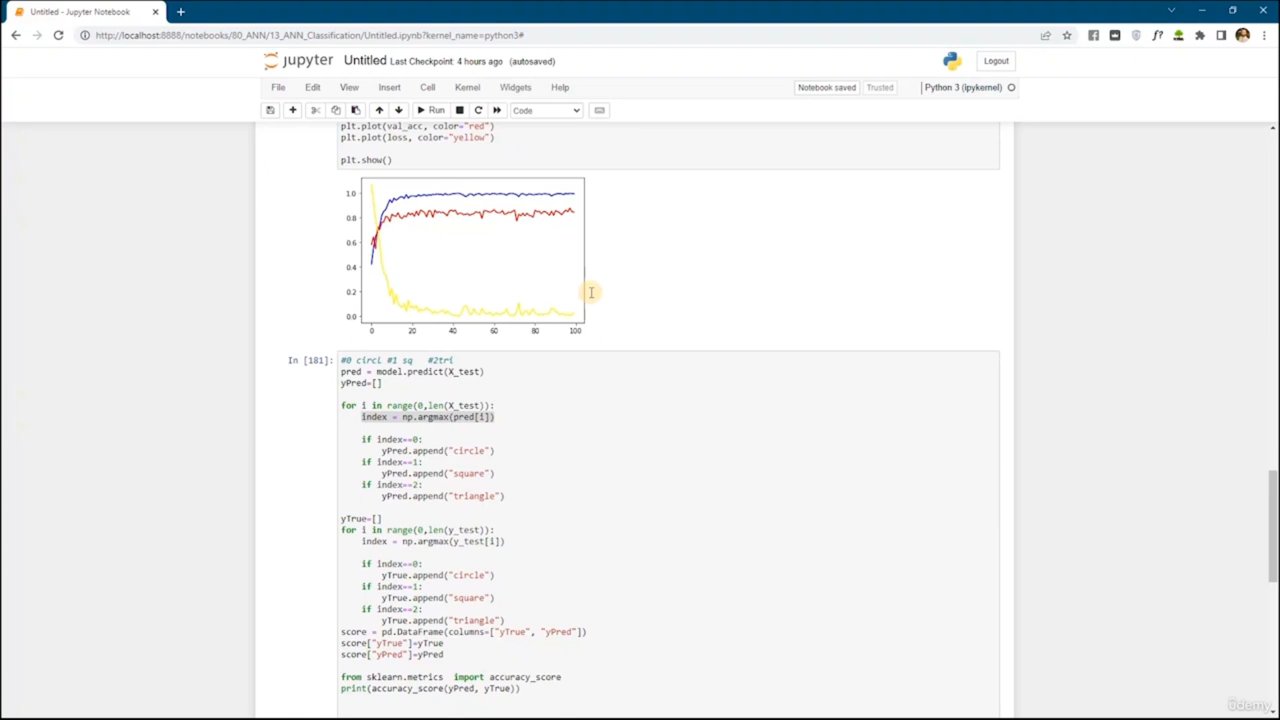 Untitled - Jupyter Notebook
http://localhost:8888/notebooks/80_ANN/13_ANN_Classification/Untitled.ipynb?kernel_name=python3#
jupyter Untitled Last Checkpoint: 4 hours ago (autosaved)
Logout
File Edit View Insert Cell Kernel Widgets Help
Notebook saved Trusted Python 3 (ipykernel)
Run Code
plt.plot(val_acc, color="red")
plt.plot(loss, color="yellow")
plt.show()
1.0
0.8
0.6
0.4
0.2
0.0
0 20 40 60 80 100
In [181]: #0 circl #1 sq #2tri
pred = model.predict(X_test)
yPred=[]
for i in range(0,len(X_test)):
index = np.argmax(pred[i])
if index==0:
yPred.append("circle")
if index==1:
yPred.append("square")
if index==2:
yPred.append("triangle")
yTrue=[]
for i in range(0,len(y_test)):
index = np.argmax(y_test[i])
if index==0:
yTrue.append("circle")
if index==1:
yTrue.append("square")
if index==2:
yTrue.append("triangle")
score = pd.DataFrame(columns=["yTrue", "yPred"])
score["yTrue"]=yTrue
score["yPred"]=yPred
from sklearn.metrics import accuracy_score
print(accuracy_score(yPred, yTrue))
ûdemy